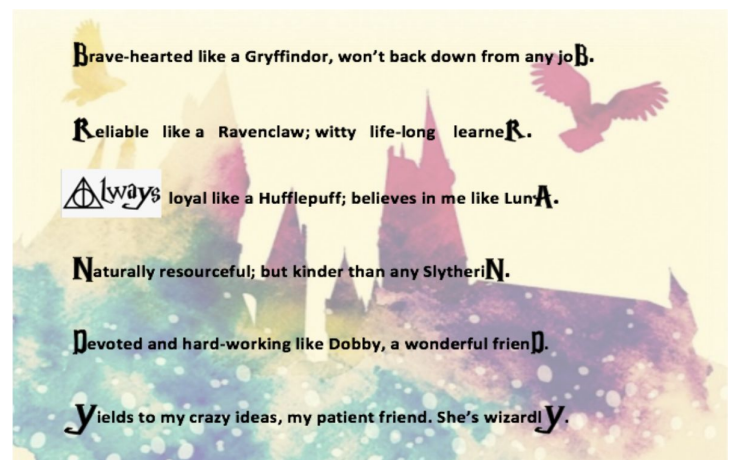 Brave-hearted like a Gryffindor, won't back down from any joB.
Reliable like a Ravenclaw; witty life-long learneR.
Always loyal like a Hufflepuff; believes in me like LunA.
Naturally resourceful; but kinder than any SlytheriN.
Devoted and hard-working like Dobby, a wonderful frienD.
yields to my crazy ideas, my patient friend. She's wizardly.